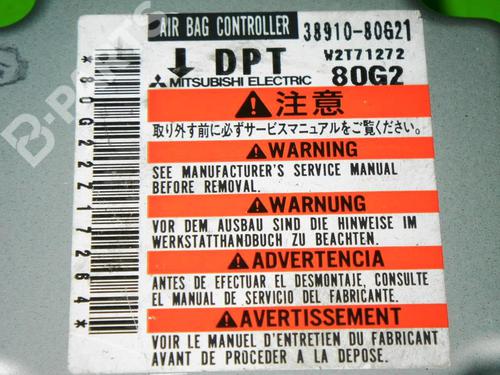 AIR BAG CONTROLLER 38910-80G21
DPT W2T71272
MITSUBISHI ELECTRIC 80G2
注意
取り外す前に必ずサービスマニュアルをご覧ください。
WARNING
SEE MANUFACTURER'S SERVICE MANUAL
BEFORE REMOVAL.
WARNUNG
VOR DEM AUSBAU SIND DIE HINWEISE IM
WERKSTATTHANDBUCH ZU BEACHTEN.
ADVERTENCIA
ANTES DE EFECTUAR EL DESMONTAJE, CONSULTE
EL MANUAL DE SERVICIO DEL FABRICANTE.
AVERTISSEMENT
VOIR LE MANUEL D'ENTRETIEN DU FABRICANT
AVANT DE PROCEDER A LA DEPOSE.
*80G22Z17264*
B-PARTS